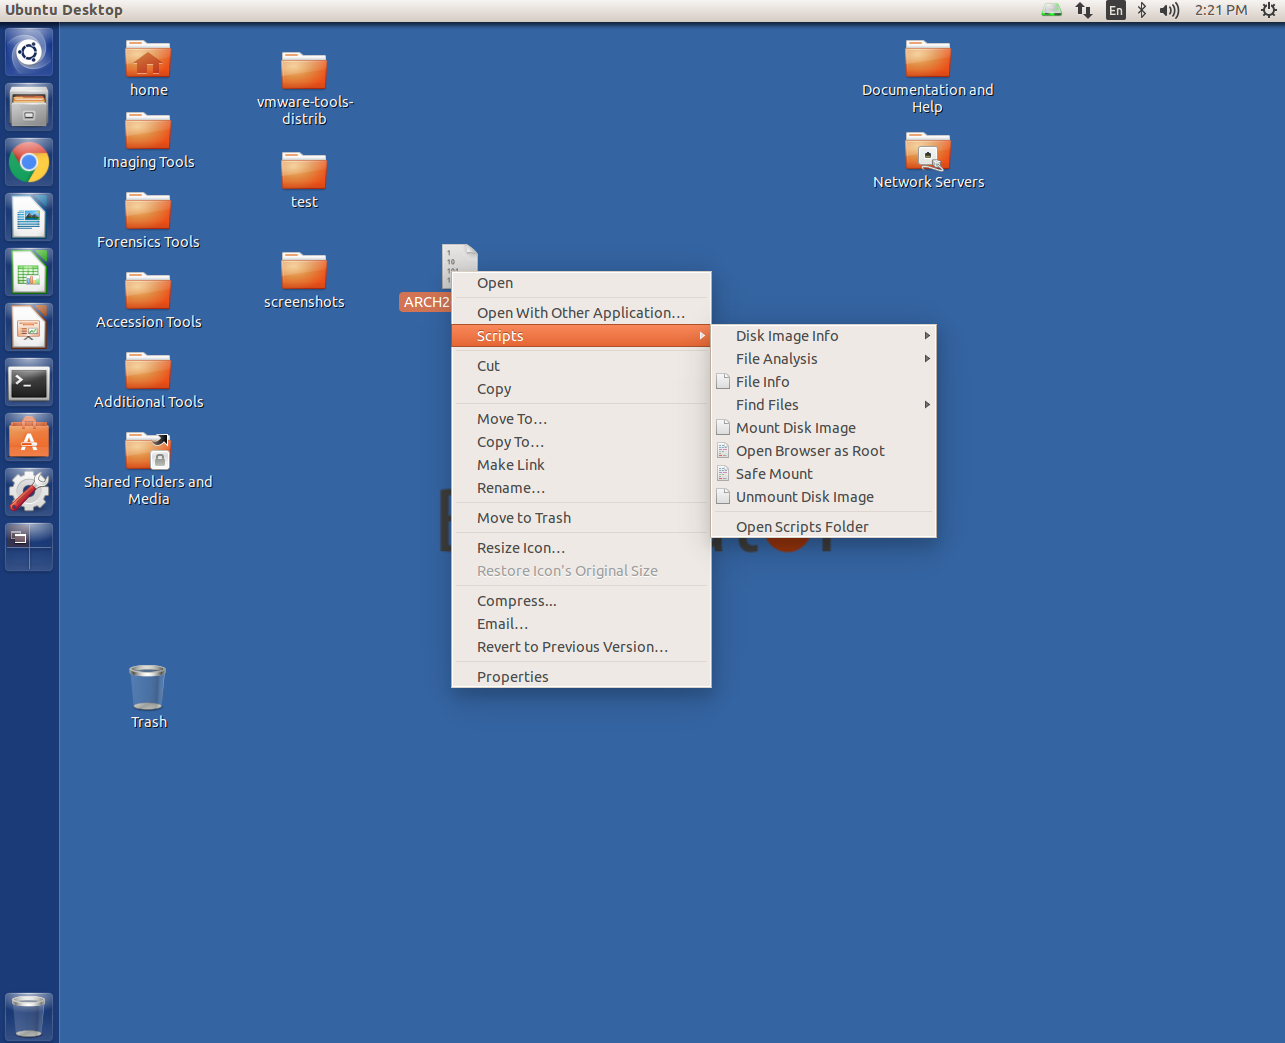 Ubuntu Desktop
En
2:21 PM
home
Imaging Tools
Forensics Tools
Accession Tools
Additional Tools
Shared Folders and
Media
Trash
vmware-tools-
distrib
test
screenshots
Documentation and
Help
Network Servers
1
10
ARCH2
Open
Open With Other Application…
Scripts
Cut
Copy
Move To…
Copy To…
Make Link
Rename…
Move to Trash
Resize Icon…
Restore Icon's Original Size
Compress...
Email…
Revert to Previous Version…
Properties
Disk Image Info
File Analysis
File Info
Find Files
Mount Disk Image
Open Browser as Root
Safe Mount
Unmount Disk Image
Open Scripts Folder